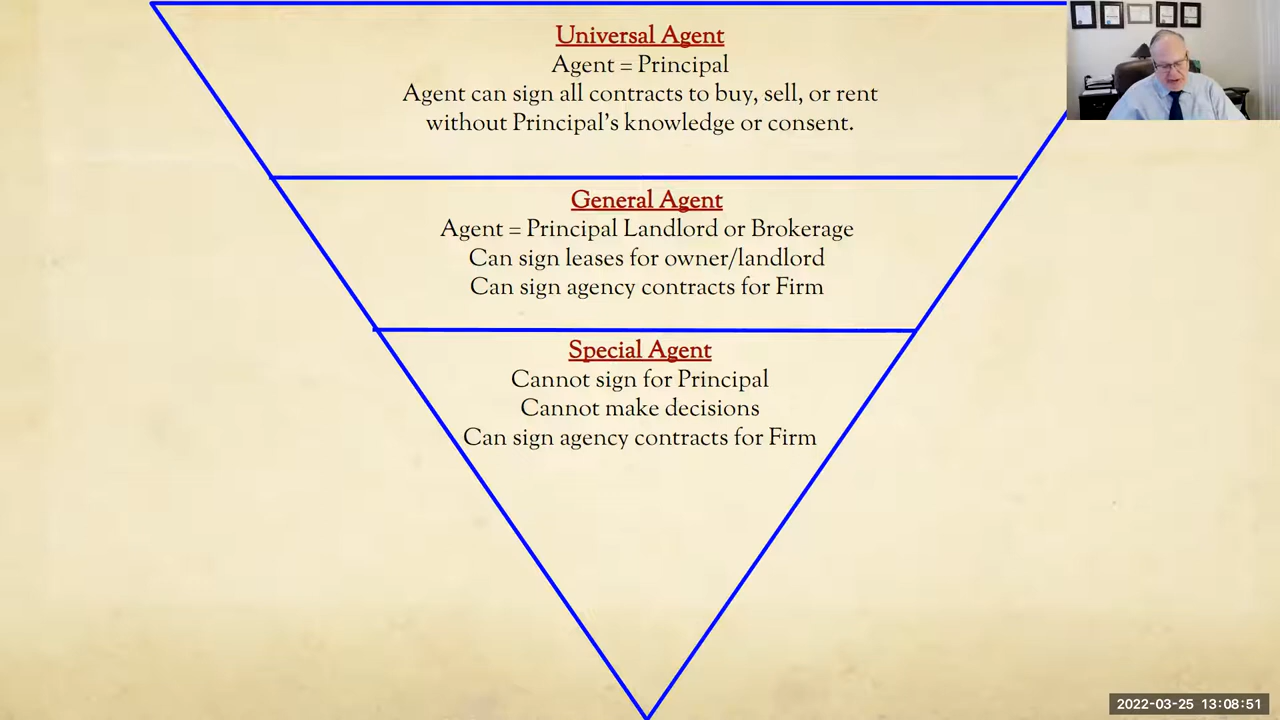 Universal Agent
Agent = Principal
Agent can sign all contracts to buy, sell, or rent
without Principal’s knowledge or consent.
General Agent
Agent = Principal Landlord or Brokerage
Can sign leases for owner/landlord
Can sign agency contracts for Firm
Special Agent
Cannot sign for Principal
Cannot make decisions
Can sign agency contracts for Firm
2022-03-25 13:08:51